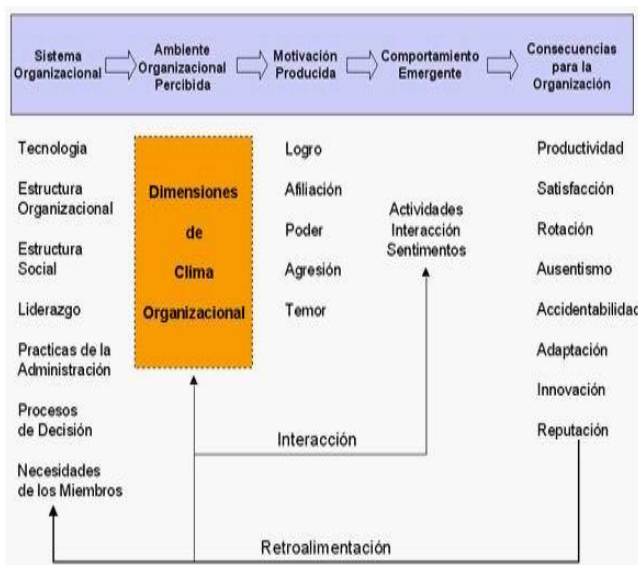 Sistema
Organizacional
Ambiente
Organizacional
Percibida
Motivación
Producida
Comportamiento
Emergente
Consecuencias
para la
Organización
Tecnologia
Estructura
Organizacional
Estructura
Social
Liderazgo
Practicas de la
Administración
Procesos
de Decisión
Necesidades
de los Miembros
Dimensiones
de
Clima
Organizacional
Logro
Afiliación
Poder
Agresión
Temor
Actividades
Interacción
Sentimentos
Productividad
Satisfacción
Rotación
Ausentismo
Accidentabilidad
Adaptación
Innovación
Reputación
Interacción
Retroalimentación